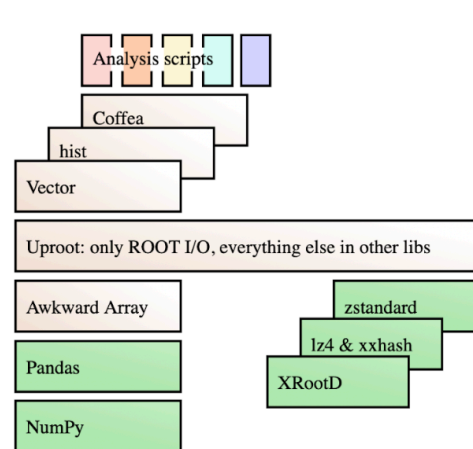 Analysis scripts
Coffea
hist
Vector
Uproot: only ROOT I/O, everything else in other libs
Awkward Array
zstandard
lz4 & xxhash
Pandas
XRootD
NumPy